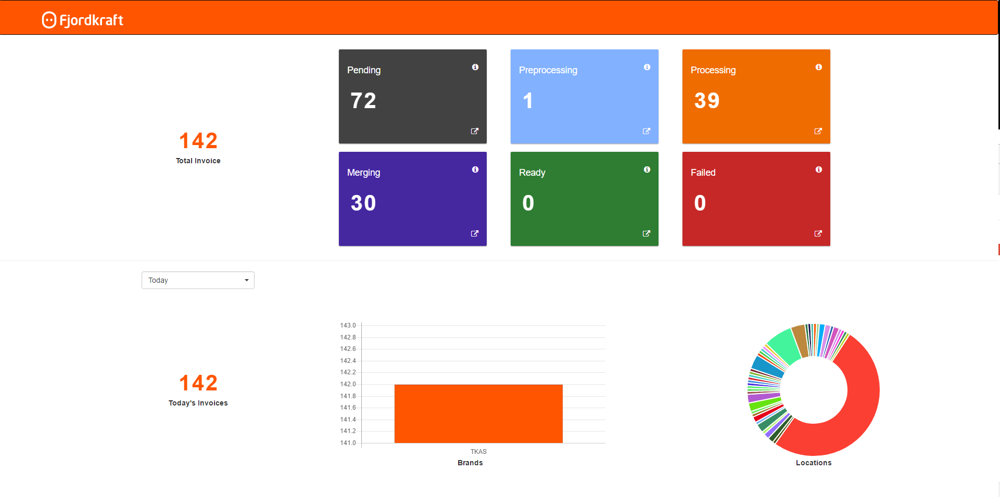 Fjordkraft
Pending
72
Preprocessing
1
Processing
39
142
Total Invoice
Merging
30
Ready
0
Failed
0
Today
142
Today's Invoices
143.0
142.8
142.6
142.4
142.2
142.0
141.8
141.6
141.4
141.2
141.0
TKAS
Brands
Locations